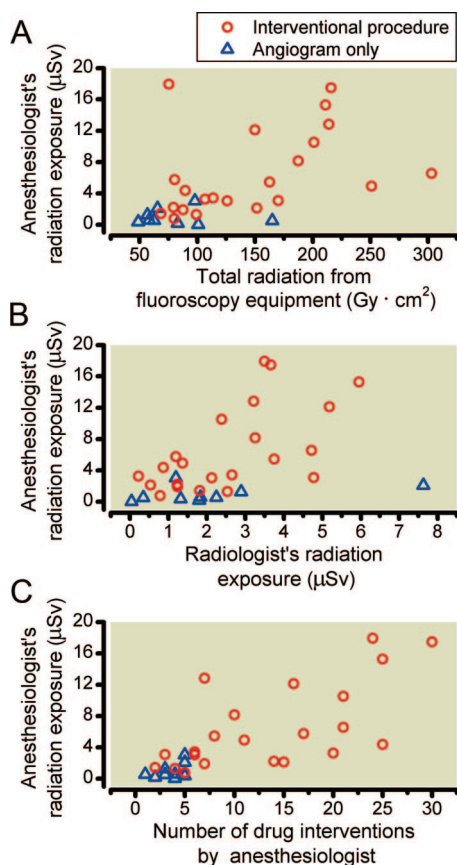 A
Interventional procedure
Angiogram only
Anesthesiologist's
radiation exposure (µSv)
20
16
12
8
4
0
50 100 150 200 250 300
Total radiation from
fluoroscopy equipment (Gy · cm²)
B
Anesthesiologist's
radiation exposure (µSv)
20
16
12
8
4
0
0 1 2 3 4 5 6 7 8
Radiologist's radiation
exposure (µSv)
C
Anesthesiologist's
radiation exposure (µSv)
20
16
12
8
4
0
0 5 10 15 20 25 30
Number of drug interventions
by anesthesiologist